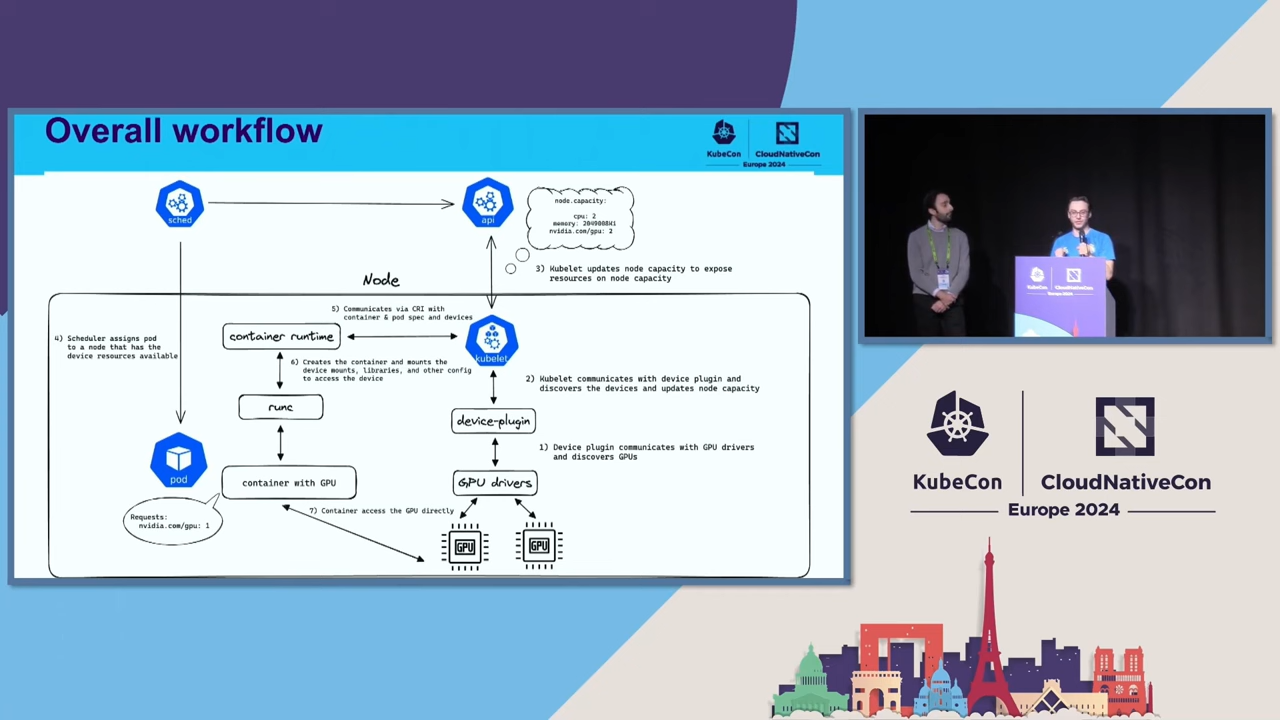 Overall workflow
KubeCon
CloudNativeCon
Europe 2024
sched
api
node.capacity:
cpu: 2
memory: 2049008Ki
nvidia.com/gpu: 2
3) Kubelet updates node capacity to expose
resources on node capacity
Node
5) Communicates via CRI with
container & pod spec and devices
container runtime
kubelet
4) Scheduler assigns pod
to a node that has the
device resources available
6) Creates the container and mounts the
device mounts, libraries, and other config
to access the device
2) Kubelet communicates with device plugin and
discovers the devices and updates node capacity
runc
device-plugin
1) Device plugin communicates with GPU drivers
and discovers GPUs
pod
container with GPU
GPU drivers
Requests:
nvidia.com/gpu: 1
7) Container access the GPU directly
GPU
GPU
KubeCon
CloudNativeCon
Europe 2024
KubeCon
CloudNativeCon
Europe 2024